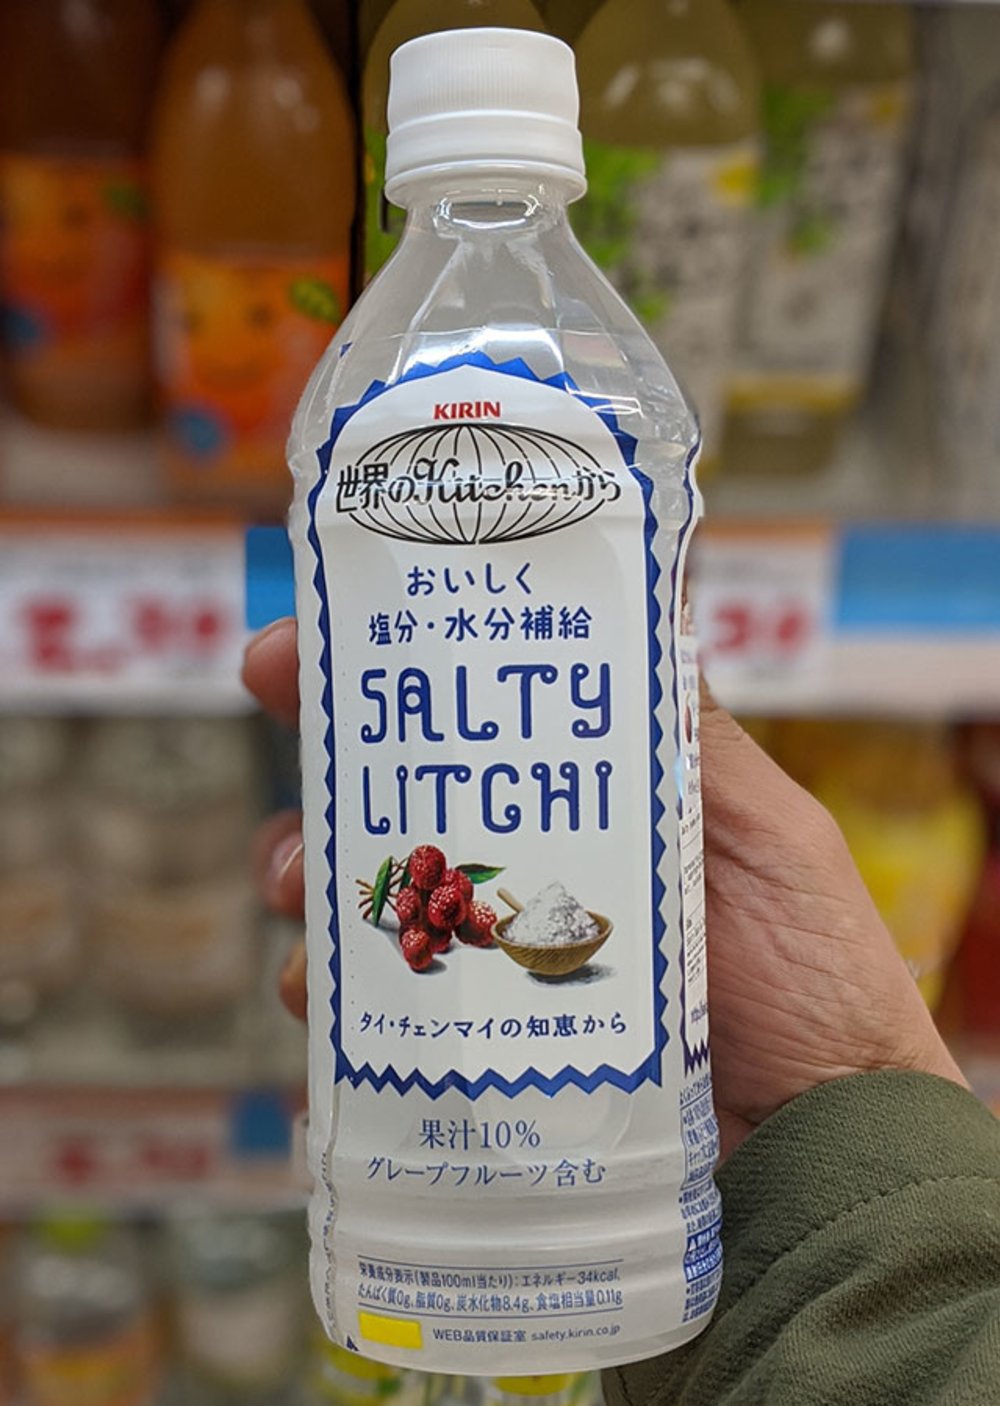 KIRIN
世界のKitchenから
おいしく
塩分・水分補給
SALTY
LITCHI
タイ・チェンマイの知恵から
果汁10%
グレープフルーツ含む
栄養成分表示(製品100ml当たり):エネルギー34kcal、
たんぱく質0g、脂質0g、炭水化物8.4g、食塩相当量0.11g
WEB品質保証室 safety.kirin.co.jp